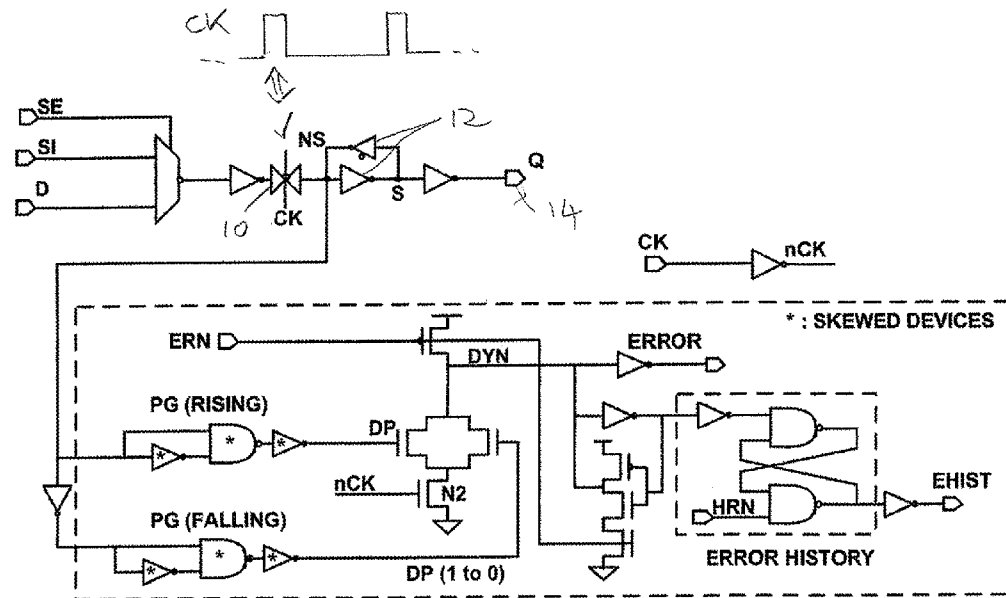 CK
SE
SI
D
NS
12
Q
S
14
10
CK
CK
nCK
* : SKEWED DEVICES
ERN
DYN
ERROR
PG (RISING)
*
*
*
DP
nCK
N2
EHIST
HRN
PG (FALLING)
*
*
*
DP (1 to 0)
ERROR HISTORY